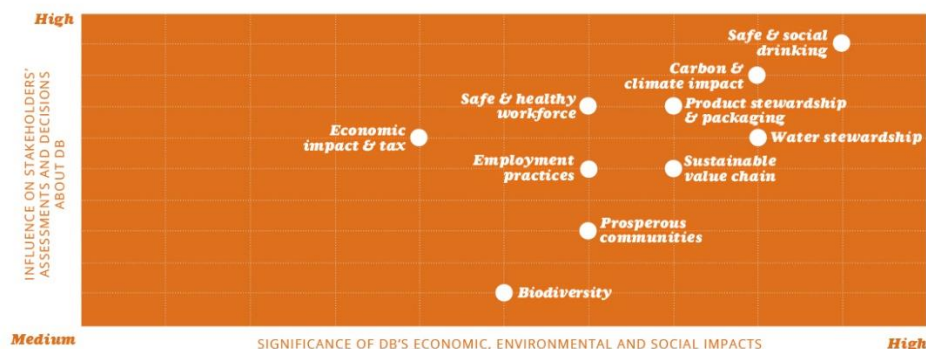 High
INFLUENCE ON STAKEHOLDERS'
ASSESSMENTS AND DECISIONS
ABOUT DB
Safe & social
drinking
Carbon &
climate impact
Safe & healthy
workforce
Product stewardship
& packaging
Economic
impact & tax
Water stewardship
Employment
practices
Sustainable
value chain
Prosperous
communities
Biodiversity
Medium
SIGNIFICANCE OF DB'S ECONOMIC, ENVIRONMENTAL AND SOCIAL IMPACTS
High